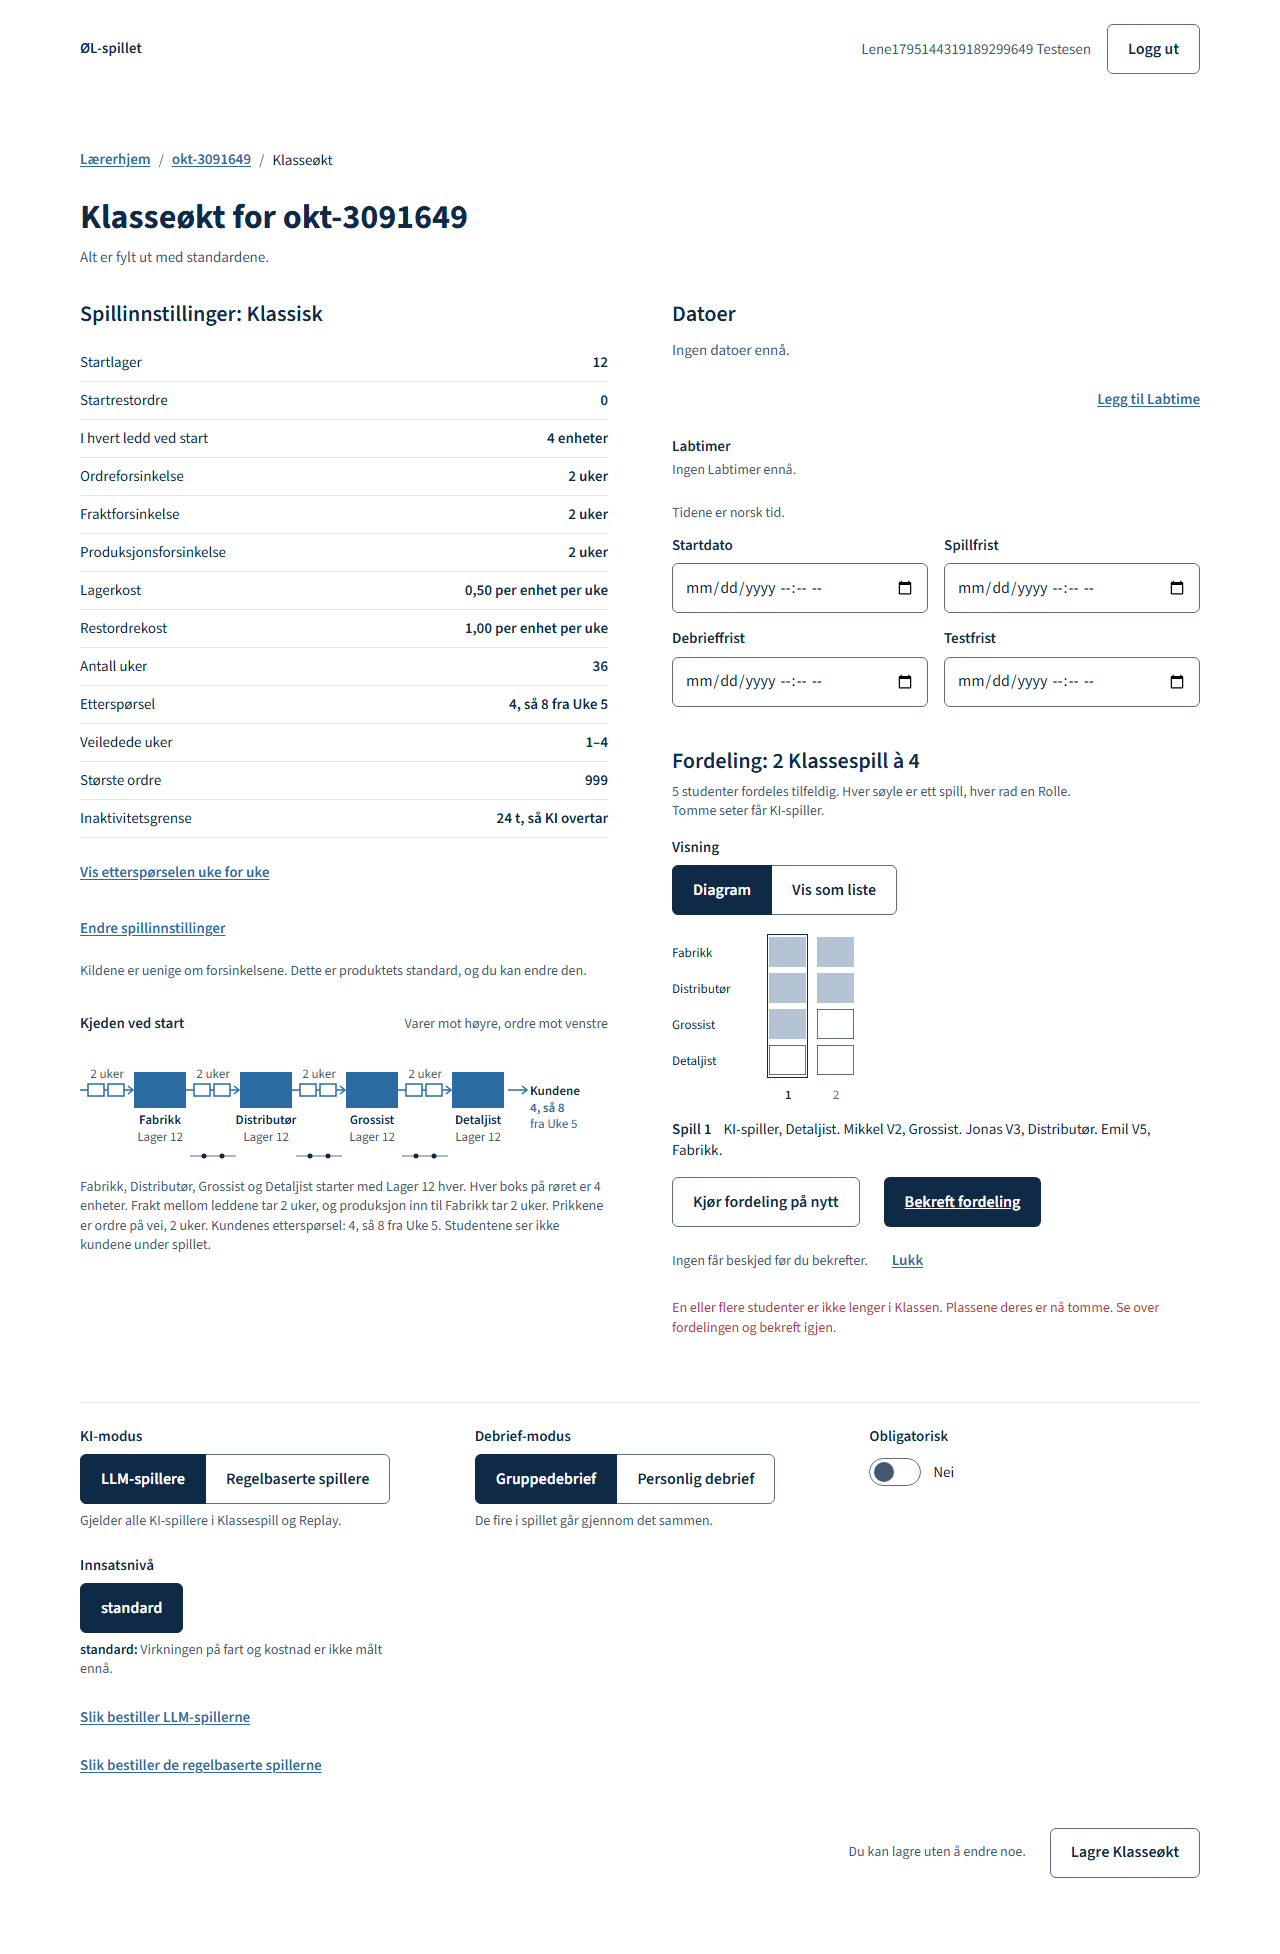 ØL-spillet
Lene1795144319189299649 Testesen
Logg ut
Lærerhjem / okt-3091649 / Klasseøkt
Klasseøkt for okt-3091649
Alt er fylt ut med standardene.
Spillinnstillinger: Klassisk
Startlager 12
Startrestordre 0
I hvert ledd ved start 4 enheter
Ordreforsinkelse 2 uker
Fraktforsinkelse 2 uker
Produksjonsforsinkelse 2 uker
Lagerkost 0,50 per enhet per uke
Restordrekost 1,00 per enhet per uke
Antall uker 36
Etterspørsel 4, så 8 fra Uke 5
Veiledede uker 1–4
Største ordre 999
Inaktivitetsgrense 24 t, så KI overtar
Vis etterspørselen uke for uke
Endre spillinnstillinger
Kildene er uenige om forsinkelsene. Dette er produktets standard, og du kan endre den.
Kjeden ved start Varer mot høyre, ordre mot venstre
2 uker 2 uker 2 uker 2 uker
Kundene
4, så 8
fra Uke 5
Fabrikk Distributør Grossist Detaljist
Lager 12 Lager 12 Lager 12 Lager 12
Fabrikk, Distributør, Grossist og Detaljist starter med Lager 12 hver. Hver boks på røret er 4
enheter. Frakt mellom leddene tar 2 uker, og produksjon inn til Fabrikk tar 2 uker. Prikkene
er ordre på vei, 2 uker. Kundenes etterspørsel: 4, så 8 fra Uke 5. Studentene ser ikke
kundene under spillet.
Datoer
Ingen datoer ennå.
Legg til Labtime
Labtimer
Ingen Labtimer ennå.
Tidene er norsk tid.
Startdato Spillfrist
mm/dd/yyyy --:-- -- mm/dd/yyyy --:-- --
Debrieffrist Testfrist
mm/dd/yyyy --:-- -- mm/dd/yyyy --:-- --
Fordeling: 2 Klassespill à 4
5 studenter fordeles tilfeldig. Hver søyle er ett spill, hver rad en Rolle.
Tomme seter får KI-spiller.
Visning
Diagram Vis som liste
Fabrikk
Distributør
Grossist
Detaljist
1 2
Spill 1 KI-spiller, Detaljist. Mikkel V2, Grossist. Jonas V3, Distributør. Emil V5,
Fabrikk.
Kjør fordeling på nytt Bekreft fordeling
Ingen får beskjed før du bekrefter. Lukk
En eller flere studenter er ikke lenger i Klassen. Plassene deres er nå tomme. Se over
fordelingen og bekreft igjen.
KI-modus
LLM-spillere Regelbaserte spillere
Gjelder alle KI-spillere i Klassespill og Replay.
Debrief-modus
Gruppedebrief Personlig debrief
De fire i spillet går gjennom det sammen.
Obligatorisk
Nei
Innsatsnivå
standard
standard: Virkningen på fart og kostnad er ikke målt
ennå.
Slik bestiller LLM-spillerne
Slik bestiller de regelbaserte spillerne
Du kan lagre uten å endre noe. Lagre Klasseøkt